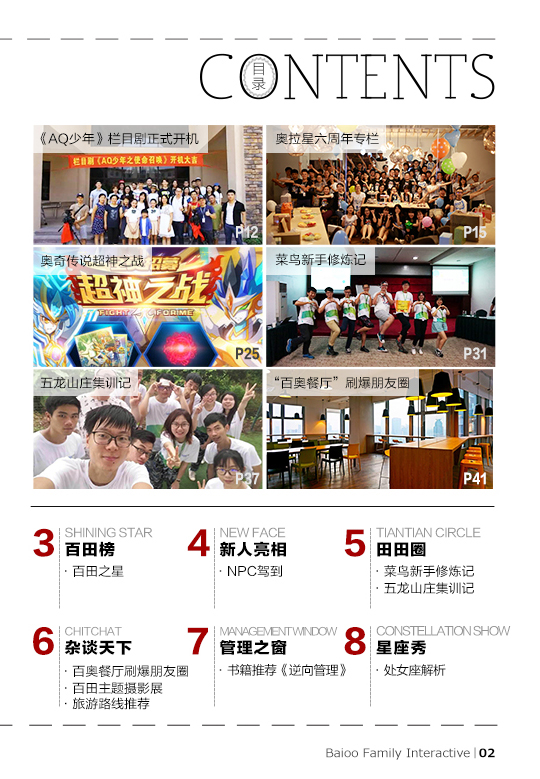 CONTENTS
目录
《AQ少年》栏目剧正式开机
栏目剧《AQ少年之使命召唤》开机大吉
P12
奥拉星六周年专栏
P15
奥奇传说超神之战
超神之战
P25
菜鸟新手修炼记
P31
五龙山庄集训记
P37
“百奥餐厅”刷爆朋友圈
P41
3
SHINING STAR
百田榜
· 百田之星
4
NEW FACE
新人亮相
· NPC驾到
5
TIANTIAN CIRCLE
田田圈
· 菜鸟新手修炼记
· 五龙山庄集训记
6
CHITCHAT
杂谈天下
· 百奥餐厅刷爆朋友圈
· 百田主题摄影展
· 旅游路线推荐
7
MANAGEMENT WINDOW
管理之窗
· 书籍推荐《逆向管理》
8
CONSTELLATION SHOW
星座秀
· 处女座解析
Baioo Family Interactive | 02